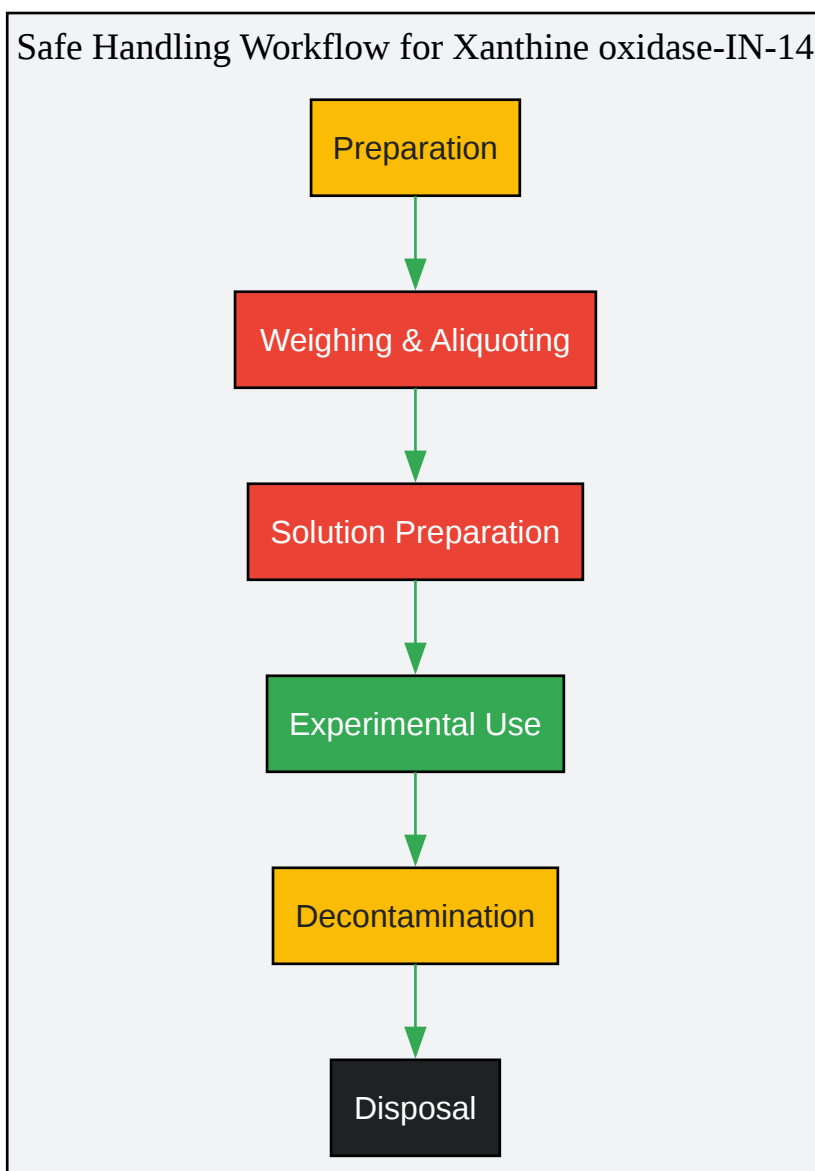 Safe Handling Workflow for Xanthine oxidase-IN-14
Preparation
Weighing & Aliquoting
Solution Preparation
Experimental Use
Decontamination
Disposal